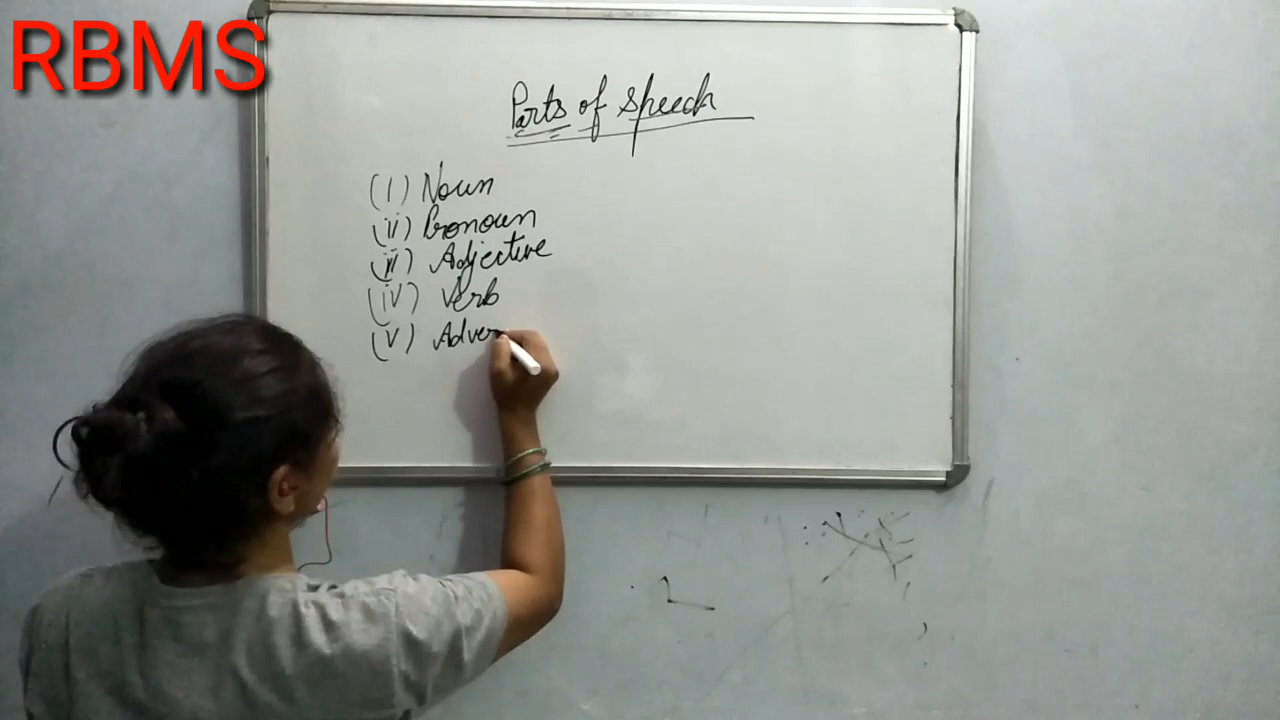 RBMS
Parts of speech
(i) Noun
(ii) Pronoun
(iii) Adjective
(iv) Verb
(v) Adver